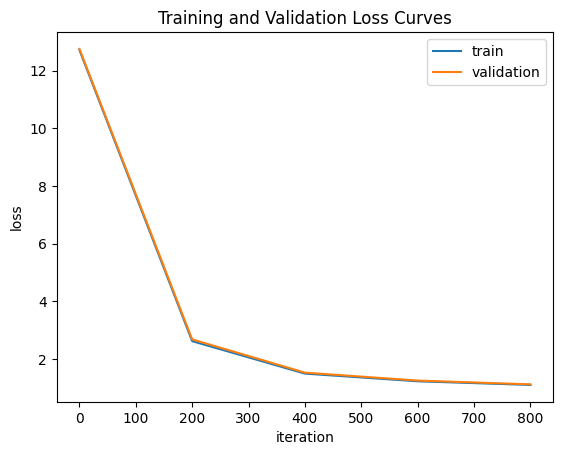 Training and Validation Loss Curves
train
validation
12
10
8
6
4
2
loss
0 100 200 300 400 500 600 700 800
iteration